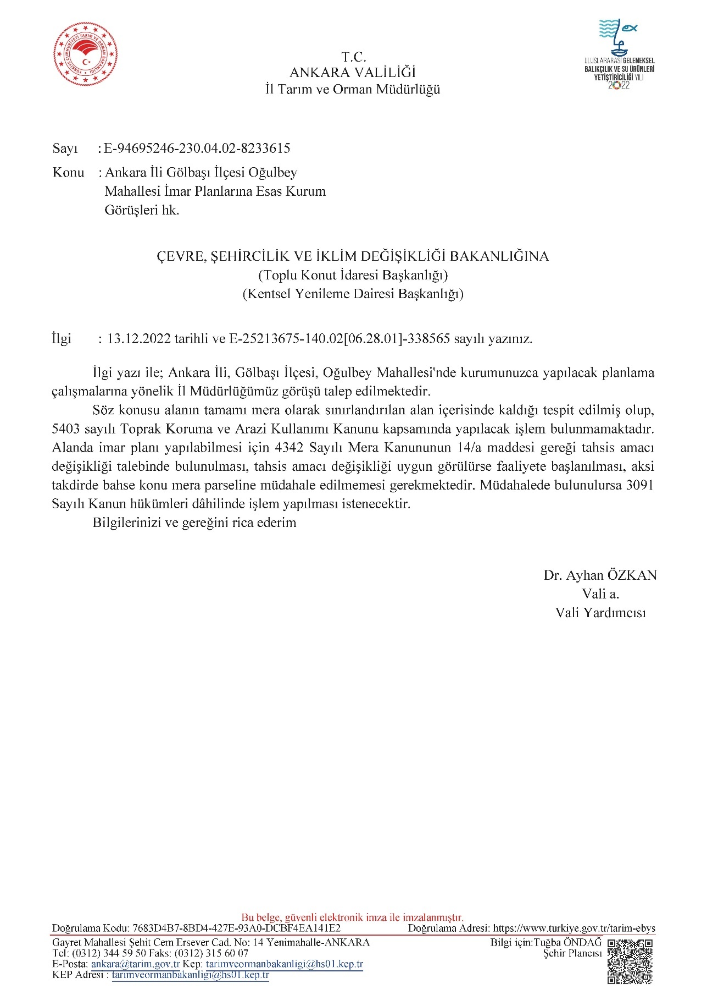 TÜRKİYE CUMHURİYETİ TARIM VE ORMAN BAKANLIĞI
ULUSLARARASI GELENEKSEL
BALIKÇILIK VE SU ÜRÜNLERİ
YETİŞTİRİCİLİĞİ YILI
2022
T.C.
ANKARA VALİLİĞİ
İl Tarım ve Orman Müdürlüğü
Sayı : E-94695246-230.04.02-8233615
Konu : Ankara İli Gölbaşı İlçesi Oğulbey
Mahallesi İmar Planlarına Esas Kurum
Görüşleri hk.
ÇEVRE, ŞEHİRCİLİK VE İKLİM DEĞİŞİKLİĞİ BAKANLIĞINA
(Toplu Konut İdaresi Başkanlığı)
(Kentsel Yenileme Dairesi Başkanlığı)
İlgi : 13.12.2022 tarihli ve E-25213675-140.02[06.28.01]-338565 sayılı yazınız.
İlgi yazı ile; Ankara İli, Gölbaşı İlçesi, Oğulbey Mahallesi'nde kurumunuzca yapılacak planlama
çalışmalarına yönelik İl Müdürlüğümüz görüşü talep edilmektedir.
Söz konusu alanın tamamı mera olarak sınırlandırılan alan içerisinde kaldığı tespit edilmiş olup,
5403 sayılı Toprak Koruma ve Arazi Kullanımı Kanunu kapsamında yapılacak işlem bulunmamaktadır.
Alanda imar planı yapılabilmesi için 4342 Sayılı Mera Kanununun 14/a maddesi gereği tahsis amacı
değişikliği talebinde bulunulması, tahsis amacı değişikliği uygun görülürse faaliyete başlanılması, aksi
takdirde bahse konu mera parseline müdahale edilmemesi gerekmektedir. Müdahalede bulunulursa 3091
Sayılı Kanun hükümleri dâhilinde işlem yapılması istenecektir.
Bilgilerinizi ve gereğini rica ederim
Dr. Ayhan ÖZKAN
Vali a.
Vali Yardımcısı
Bu belge, güvenli elektronik imza ile imzalanmıştır.
Doğrulama Kodu: 7683D4B7-8BD4-427E-93A0-DCBF4EA141E2 Doğrulama Adresi: https://www.turkiye.gov.tr/tarim-ebys
Gayret Mahallesi Şehit Cem Ersever Cad. No: 14 Yenimahalle-ANKARA Bilgi için:Tuğba ÖNDAĞ
Tel: (0312) 344 59 50 Faks: (0312) 315 60 07 Şehir Plancısı
E-Posta: ankara@tarim.gov.tr Kep: tarimveormanbakanligi@hs01.kep.tr
KEP Adresi : tarimveormanbakanligi@hs01.kep.tr